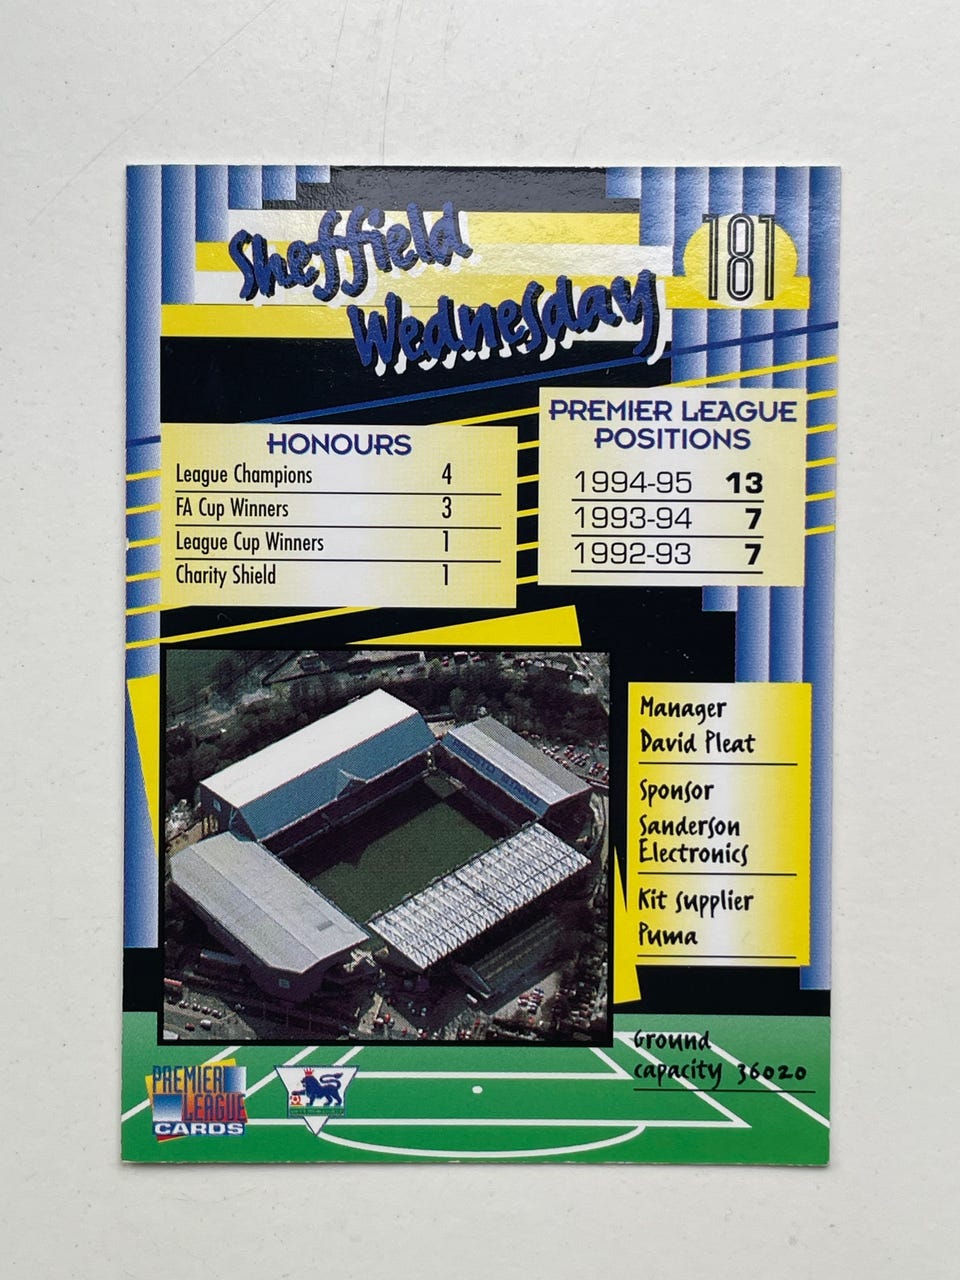 Sheffield
Wednesday
181
HONOURS
League Champions 4
FA Cup Winners 3
League Cup Winners 1
Charity Shield 1
PREMIER LEAGUE
POSITIONS
1994-95 13
1993-94 7
1992-93 7
Manager
David Pleat
Sponsor
Sanderson
Electronics
Kit supplier
Puma
Ground
capacity 36020
PREMIER
LEAGUE
CARDS